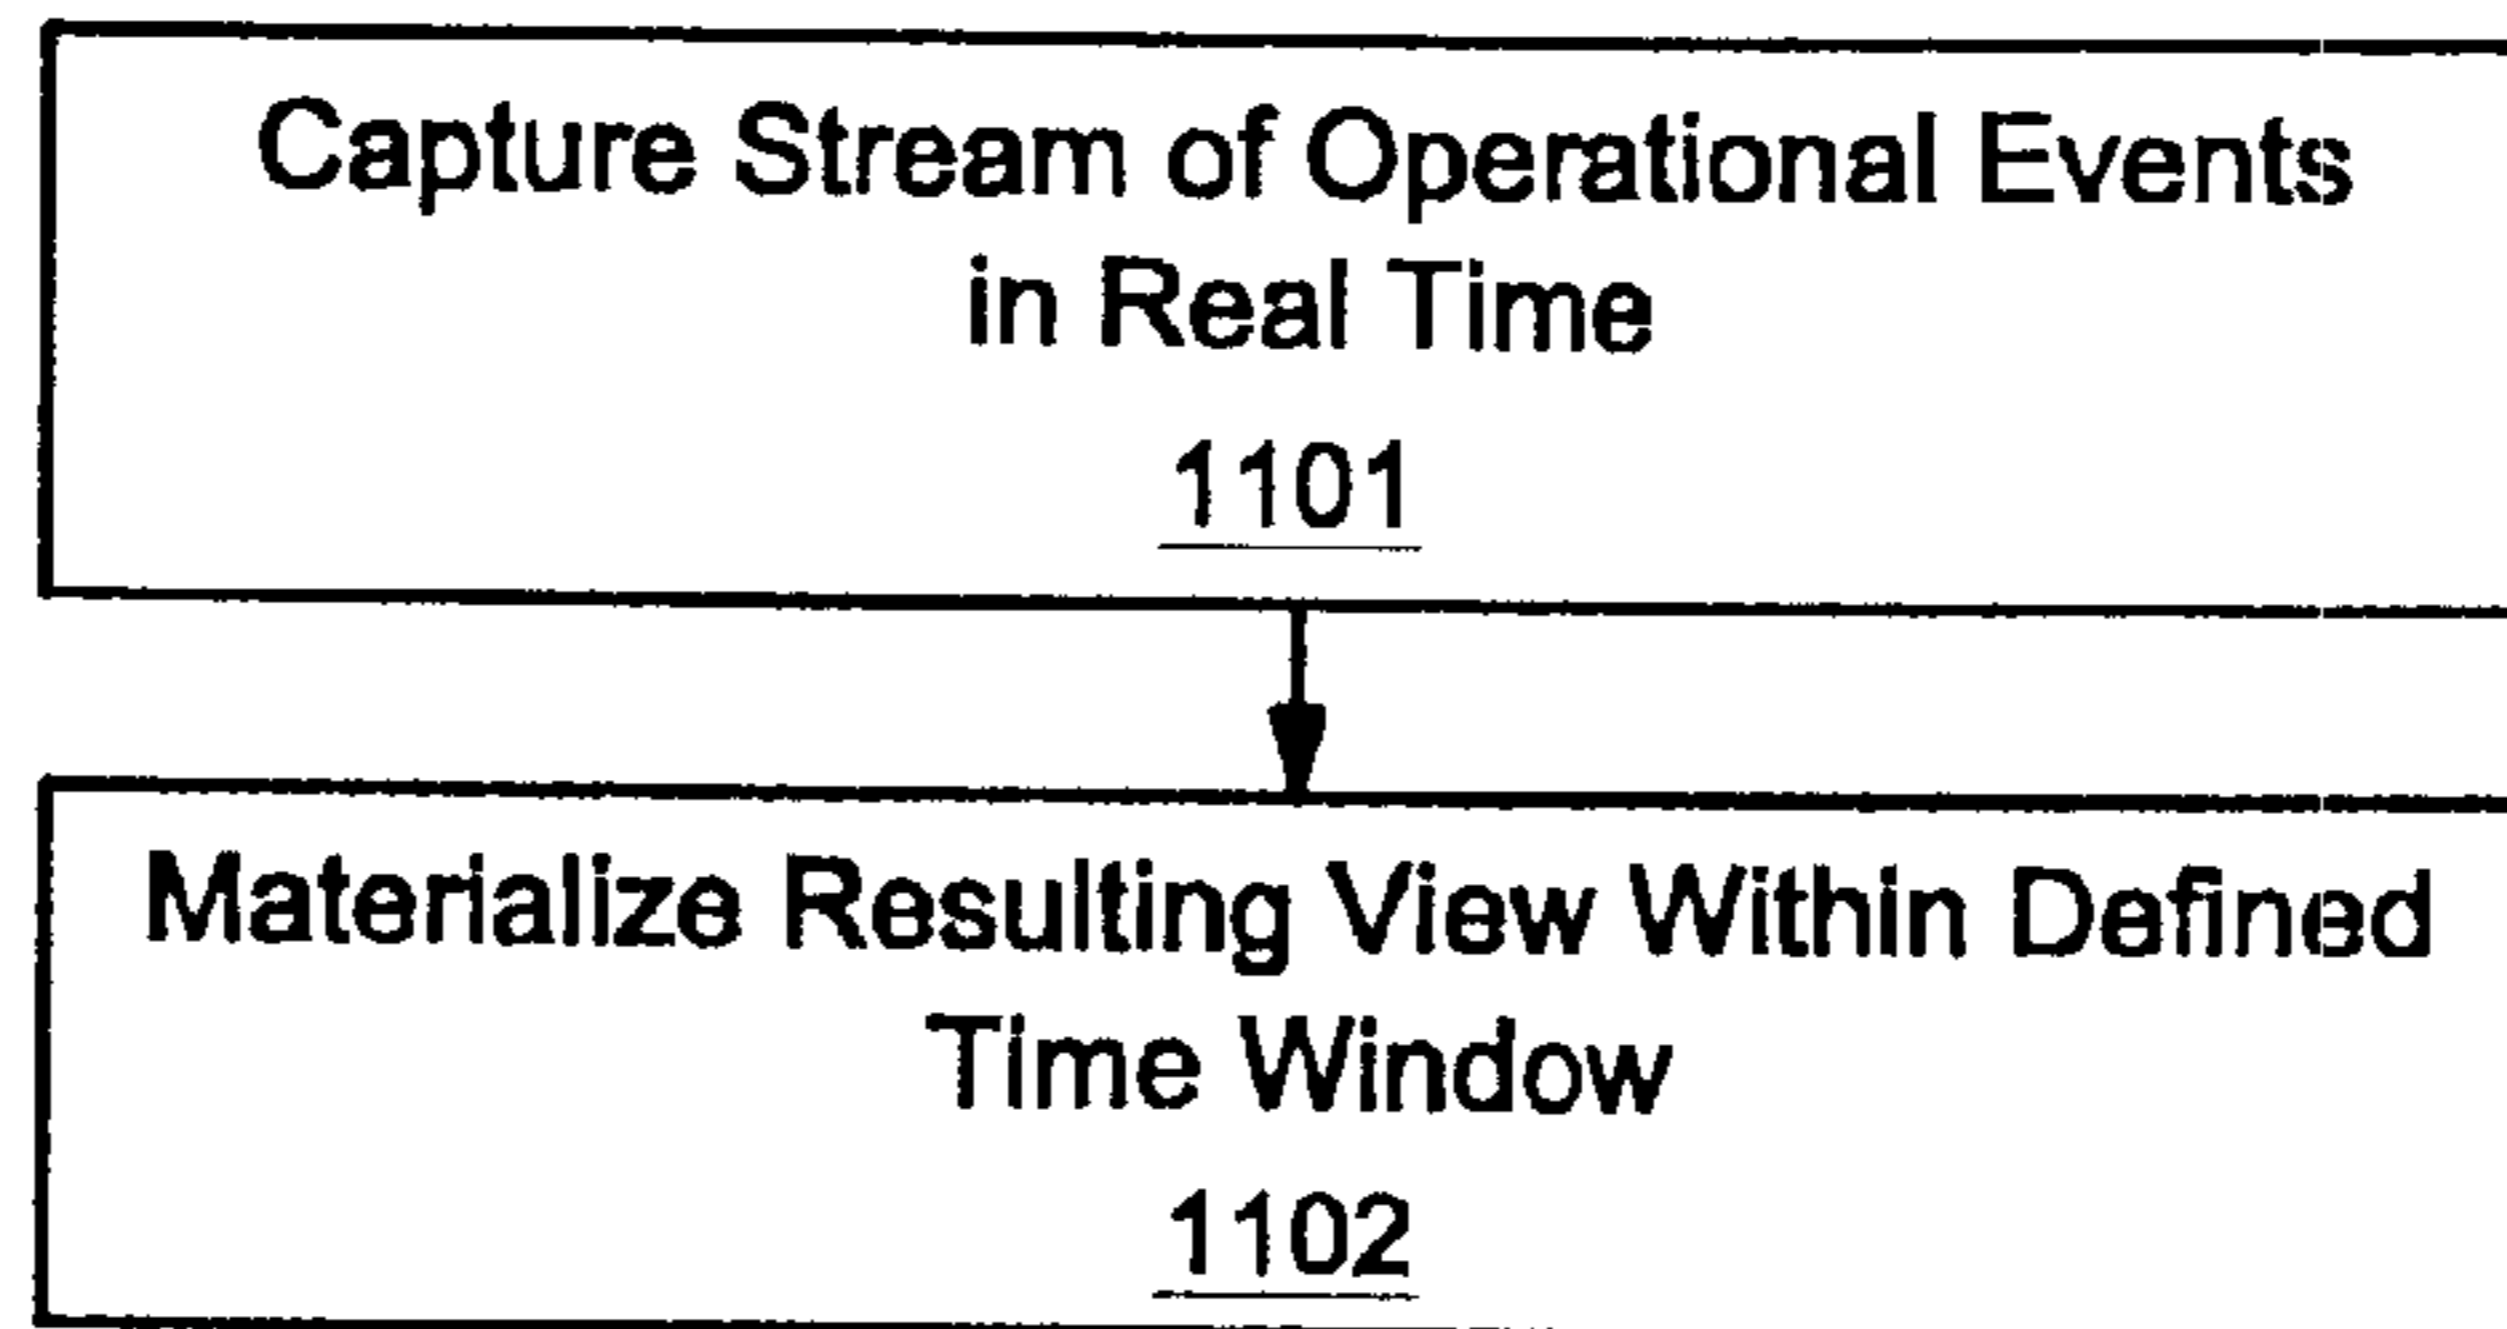 Capture Stream of Operational Events
in Real Time
1101
Materialize Resulting View Within Defined
Time Window
1102